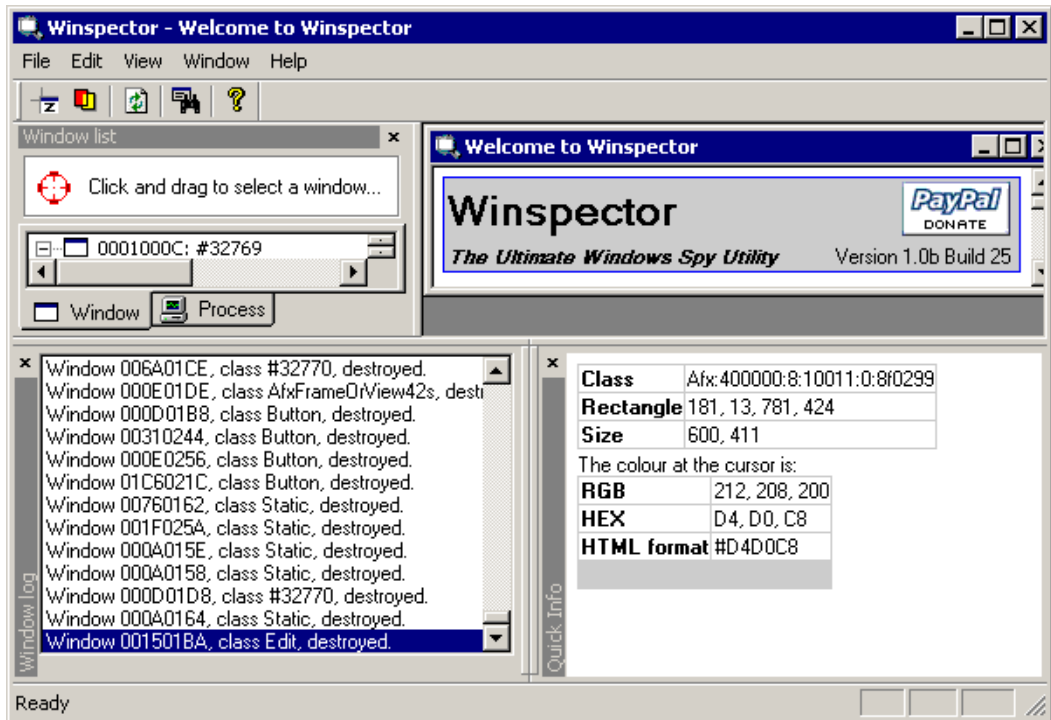 Winspector - Welcome to Winspector
File Edit View Window Help
Window list
Click and drag to select a window...
0001000C: #32769
Window Process
Welcome to Winspector
Winspector
PayPal
DONATE
The Ultimate Windows Spy Utility Version 1.0b Build 25
Window log
Window 006A01CE, class #32770, destroyed.
Window 000E01DE, class AfxFrameOrView42s, destr
Window 000D01B8, class Button, destroyed.
Window 00310244, class Button, destroyed.
Window 000E0256, class Button, destroyed.
Window 01C6021C, class Button, destroyed.
Window 00760162, class Static, destroyed.
Window 001F025A, class Static, destroyed.
Window 000A015E, class Static, destroyed.
Window 000A0158, class Static, destroyed.
Window 000D01D8, class #32770, destroyed.
Window 000A0164, class Static, destroyed.
Window 001501BA, class Edit, destroyed.
Quick Info
Class Afx:400000:8:10011:0:8f0299
Rectangle 181, 13, 781, 424
Size 600, 411
The colour at the cursor is:
RGB 212, 208, 200
HEX D4, D0, C8
HTML format #D4D0C8
Ready